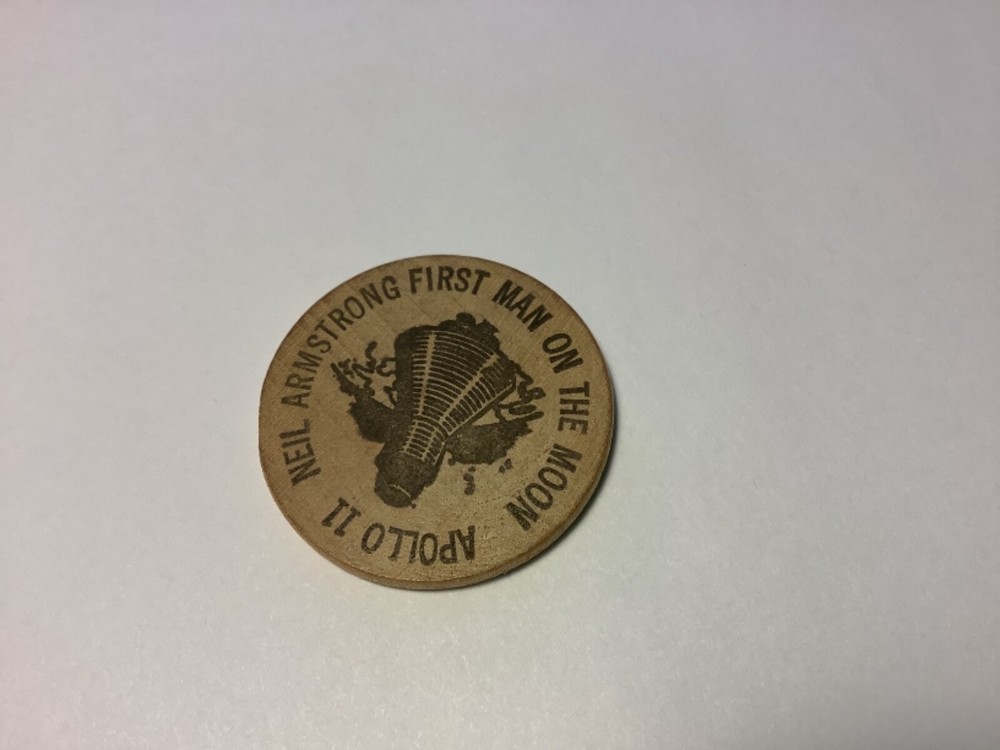 NEIL ARMSTRONG FIRST MAN ON THE MOON
APOLLO 11